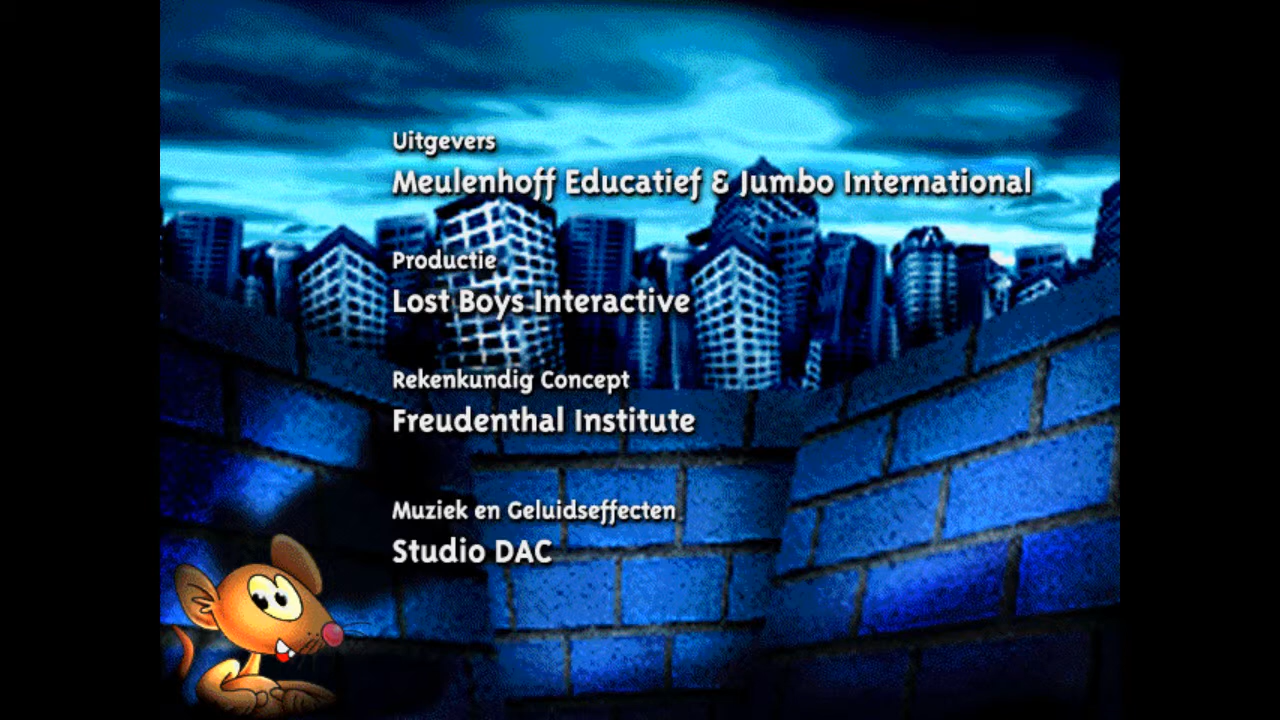 Uitgevers
Meulenhoff Educatief & Jumbo International
Productie
Lost Boys Interactive
Rekenkundig Concept
Freudenthal Institute
Muziek en Geluidseffecten
Studio DAC